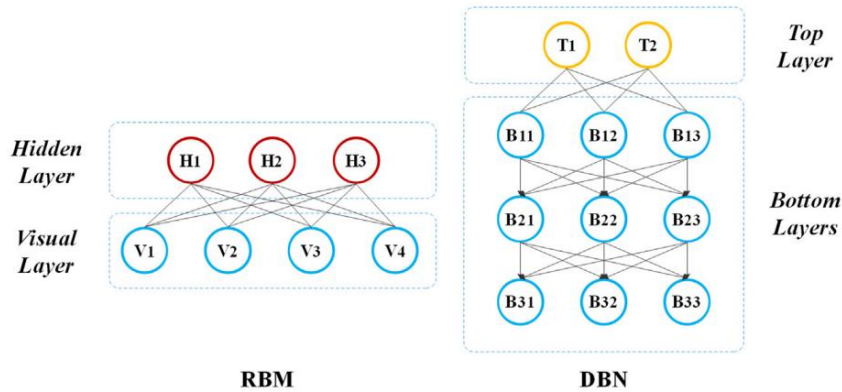 Hidden
Layer
H1 H2 H3
Visual
Layer
V1 V2 V3 V4
RBM
T1 T2
Top
Layer
B11 B12 B13
B21 B22 B23
B31 B32 B33
Bottom
Layers
DBN